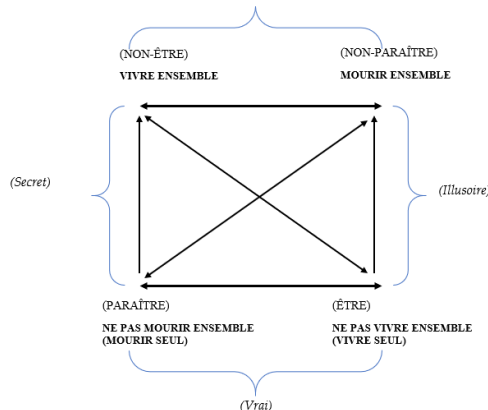 (NON-ÊTRE)
(NON-PARAÎTRE)
VIVRE ENSEMBLE
MOURIR ENSEMBLE
(Secret)
(Illusoire)
(PARAÎTRE)
(ÊTRE)
NE PAS MOURIR ENSEMBLE
(MOURIR SEUL)
NE PAS VIVRE ENSEMBLE
(VIVRE SEUL)
(Vrai)